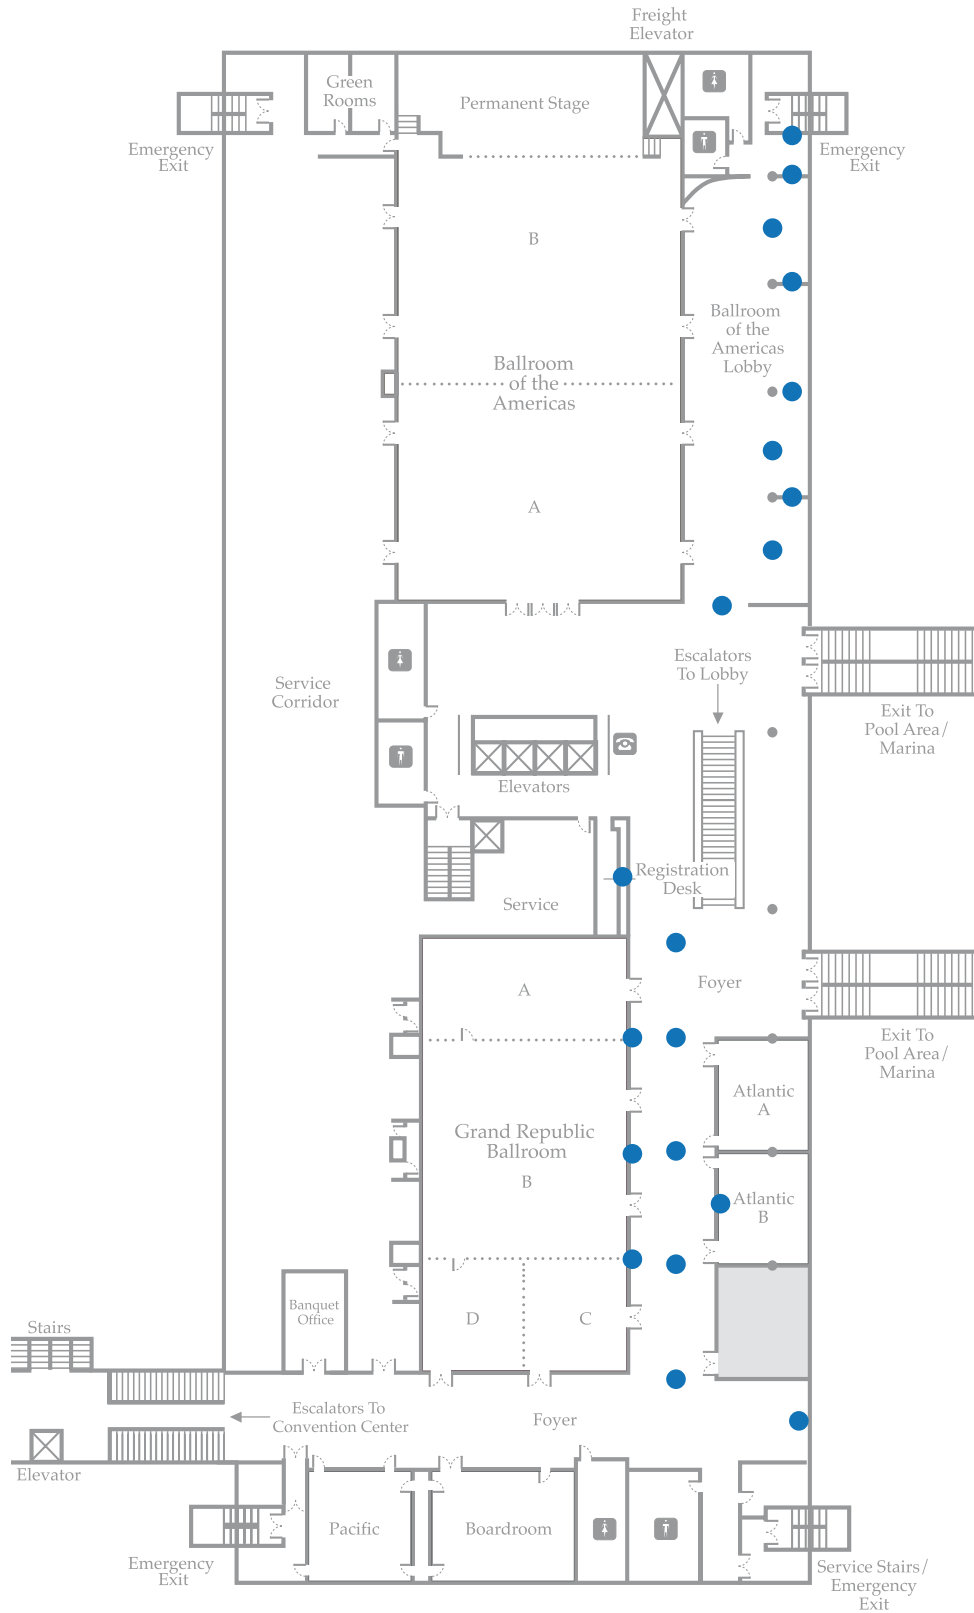 Freight
Elevator
Green
Rooms
Permanent Stage
Emergency
Exit
Emergency
Exit
B
Ballroom
of the
Americas
Lobby
Ballroom
of the
Americas
A
Escalators
To Lobby
Service
Corridor
Exit To
Pool Area/
Marina
Elevators
Registration
Desk
Service
Foyer
A
Exit To
Pool Area/
Marina
Atlantic
A
Grand Republic
Ballroom
B
Atlantic
B
Banquet
Office
D
C
Stairs
Escalators To
Convention Center
Foyer
Elevator
Pacific
Boardroom
Emergency
Exit
Service Stairs/
Emergency
Exit